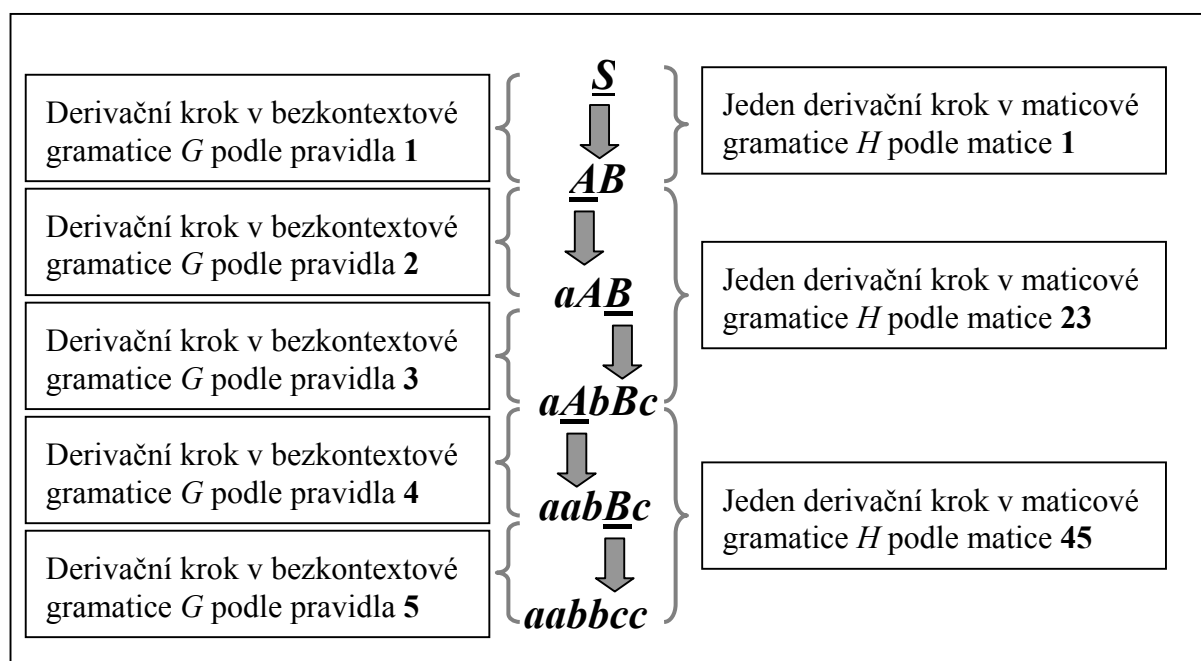 S
Derivační krok v bezkontextové
gramatice G podle pravidla 1
Jeden derivační krok v maticové
gramatice H podle matice 1
AB
Derivační krok v bezkontextové
gramatice G podle pravidla 2
Jeden derivační krok v maticové
gramatice H podle matice 23
aAB
Derivační krok v bezkontextové
gramatice G podle pravidla 3
aAbBc
Derivační krok v bezkontextové
gramatice G podle pravidla 4
Jeden derivační krok v maticové
gramatice H podle matice 45
aabBc
Derivační krok v bezkontextové
gramatice G podle pravidla 5
aabbcc